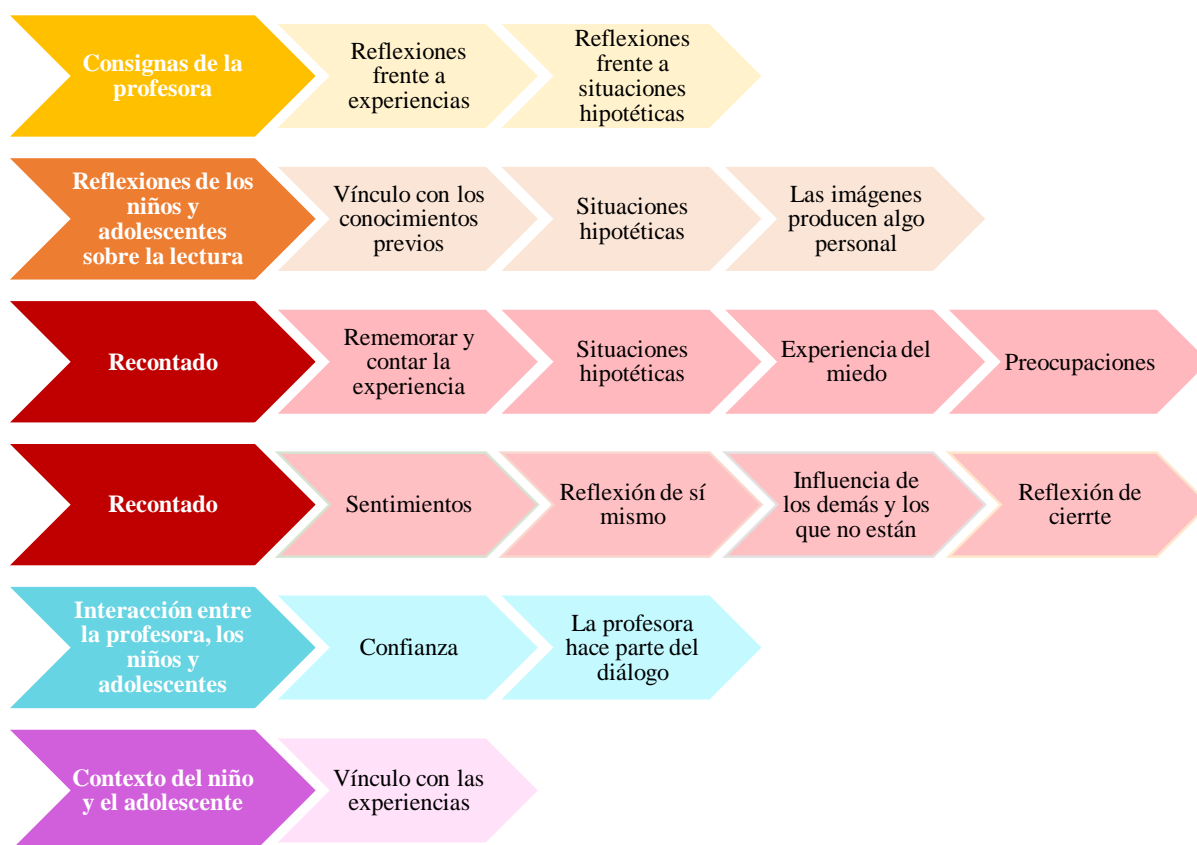 Consignas de la
profesora
Reflexiones
frente a
experiencias
Reflexiones
frente a
situaciones
hipotéticas
Reflexiones de los
niños y
adolescentes
sobre la lectura
Vínculo con los
conocimientos
previos
Situaciones
hipotéticas
Las imágenes
producen algo
personal
Recontado
Rememorar y
contar la
experiencia
Situaciones
hipotéticas
Experiencia del
miedo
Preocupaciones
Recontado
Sentimientos
Reflexión de sí
mismo
Influencia de
los demás y los
que no están
Reflexión de
cierrte
Interacción entre
la profesora, los
niños y
adolescentes
Confianza
La profesora
hace parte del
diálogo
Contexto del niño
y el adolescente
Vínculo con las
experiencias